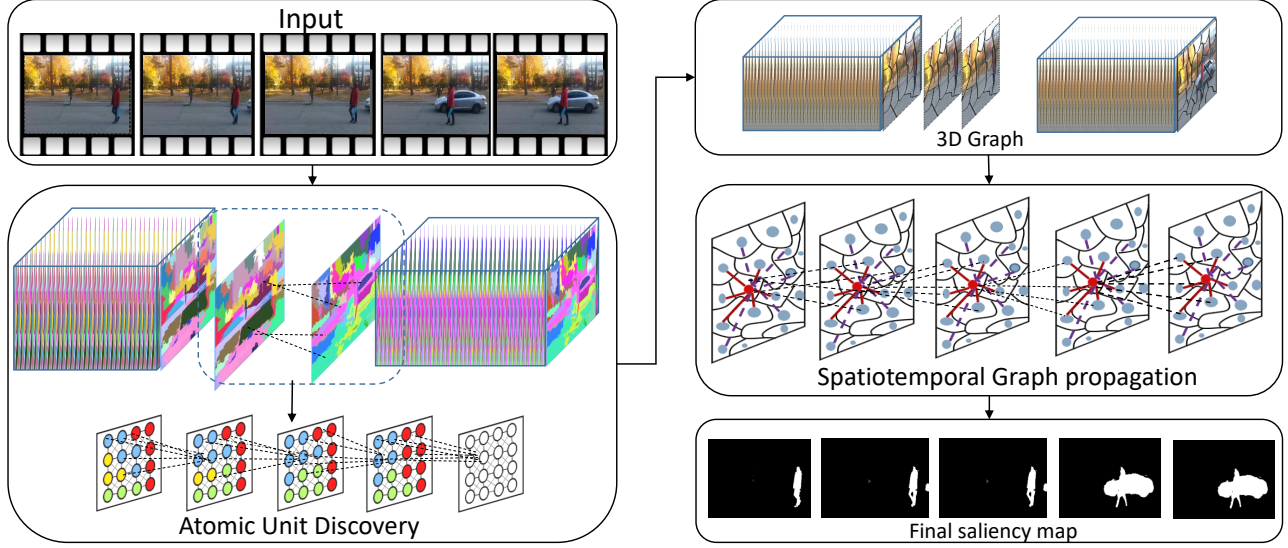 Input
Atomic Unit Discovery
3D Graph
Spatiotemporal Graph propagation
Final saliency map